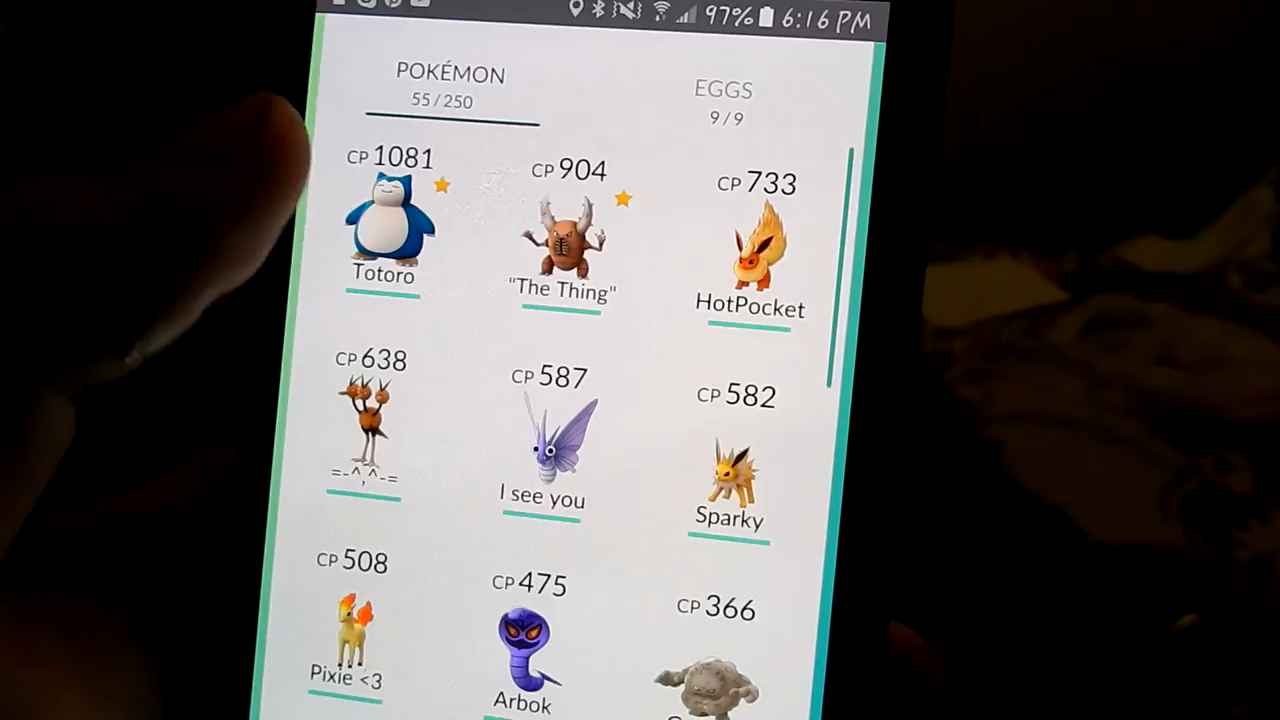 97% 6:16 PM
POKÉMON EGGS
55/250 9/9
CP 1081 CP 904 CP 733
Totoro "The Thing" HotPocket
CP 638 CP 587 CP 582
=-^,^-= I see you Sparky
CP 508 CP 475 CP 366
Pixie <3 Arbok